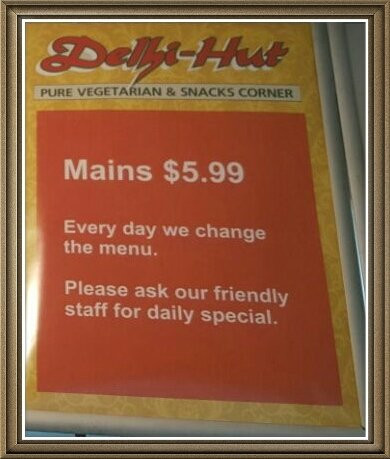 Delhi-Hut
PURE VEGETARIAN & SNACKS CORNER
Mains $5.99
Every day we change
the menu.
Please ask our friendly
staff for daily special.